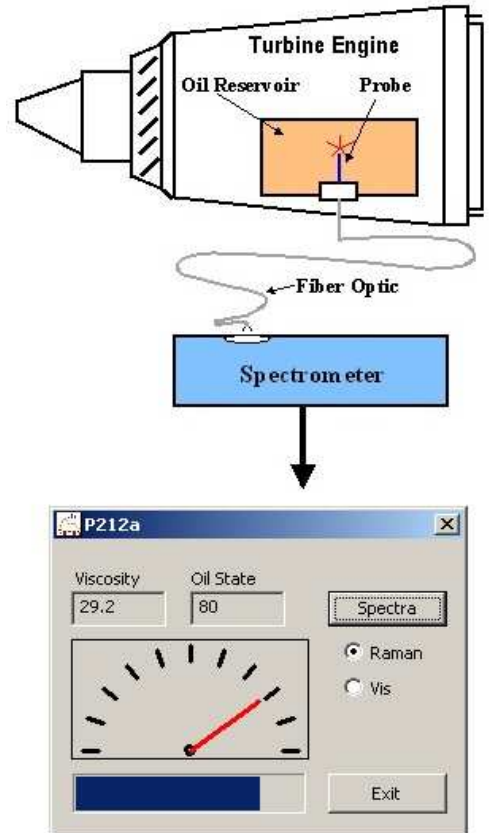 Turbine Engine
Oil Reservoir Probe
Fiber Optic
Spectrometer
P212a
Viscosity Oil State
29.2 80 Spectra
Raman
Vis
Exit